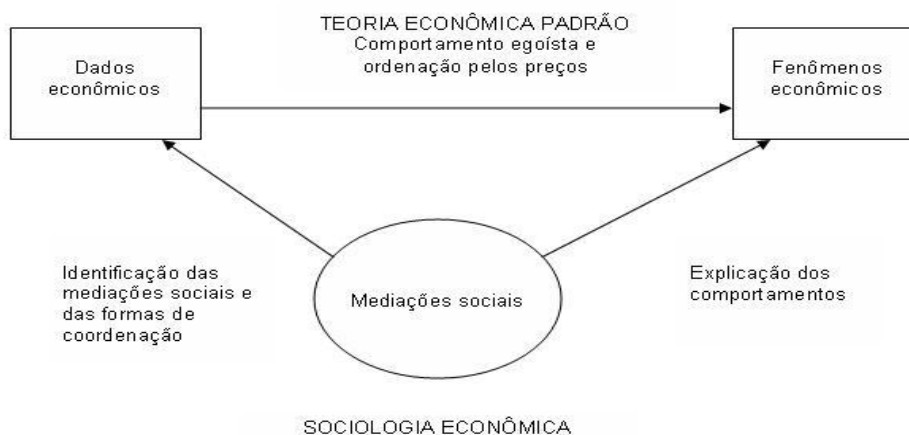 TEORIA ECONÔMICA PADRÃO
Comportamento egoísta e
ordenação pelos preços
Dados
econômicos
Fenômenos
econômicos
Identificação das
mediações sociais e
das formas de
coordenação
Mediações sociais
Explicação dos
comportamentos
SOCIOLOGIA ECONÔMICA